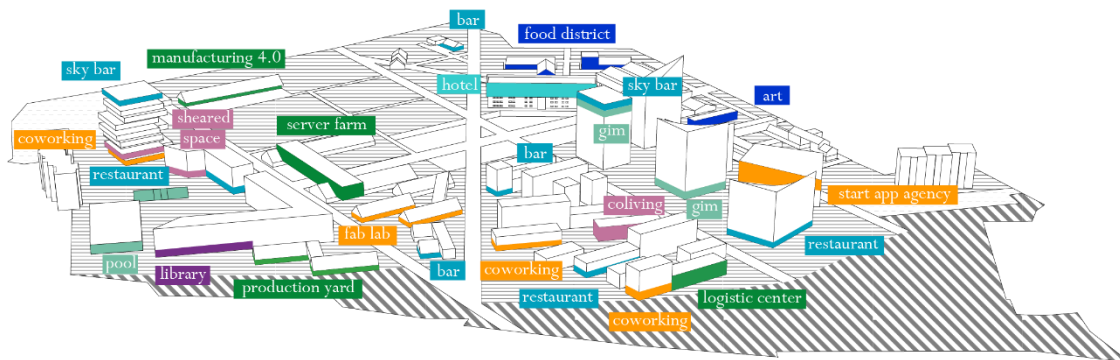 bar
food district
manufacturing 4.0
sky bar
hotel
sky bar
art
sheared
space
server farm
gim
coworking
bar
restaurant
start app agency
coliving
gim
fab lab
restaurant
pool
library
bar
coworking
production yard
restaurant
logistic center
coworking